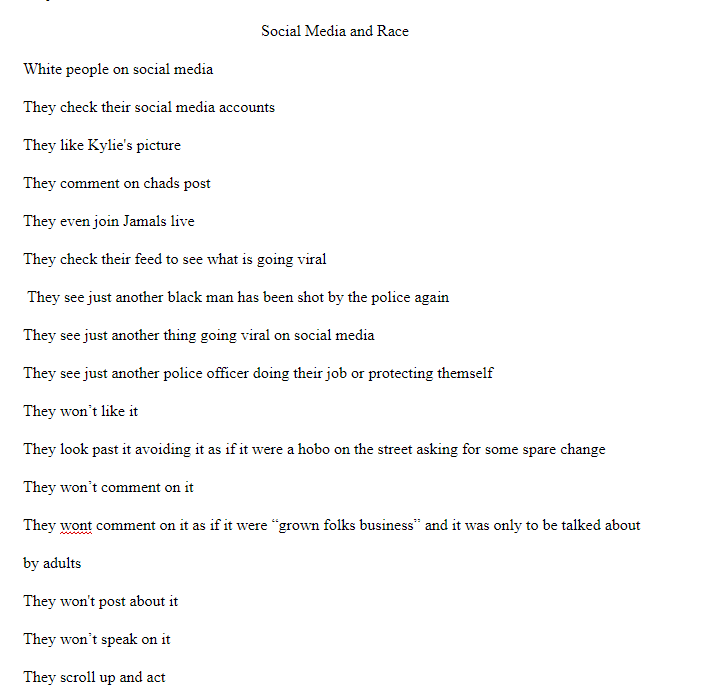 Social Media and Race
White people on social media
They check their social media accounts
They like Kylie's picture
They comment on chads post
They even join Jamals live
They check their feed to see what is going viral
They see just another black man has been shot by the police again
They see just another thing going viral on social media
They see just another police officer doing their job or protecting themself
They won’t like it
They look past it avoiding it as if it were a hobo on the street asking for some spare change
They won’t comment on it
They wont comment on it as if it were “grown folks business” and it was only to be talked about
by adults
They won't post about it
They won’t speak on it
They scroll up and act